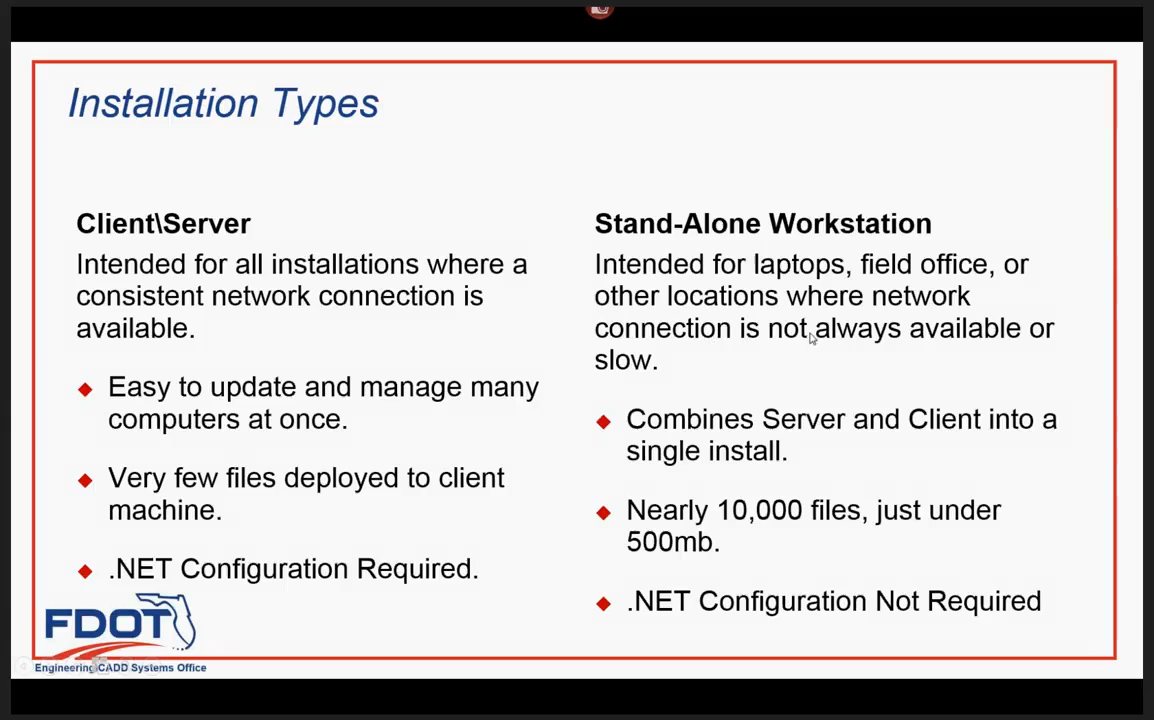 Installation Types
Client\Server
Intended for all installations where a
consistent network connection is
available.
Easy to update and manage many
computers at once.
Very few files deployed to client
machine.
.NET Configuration Required.
Stand-Alone Workstation
Intended for laptops, field office, or
other locations where network
connection is not always available or
slow.
Combines Server and Client into a
single install.
Nearly 10,000 files, just under
500mb.
.NET Configuration Not Required
FDOT
Engineering/CADD Systems Office